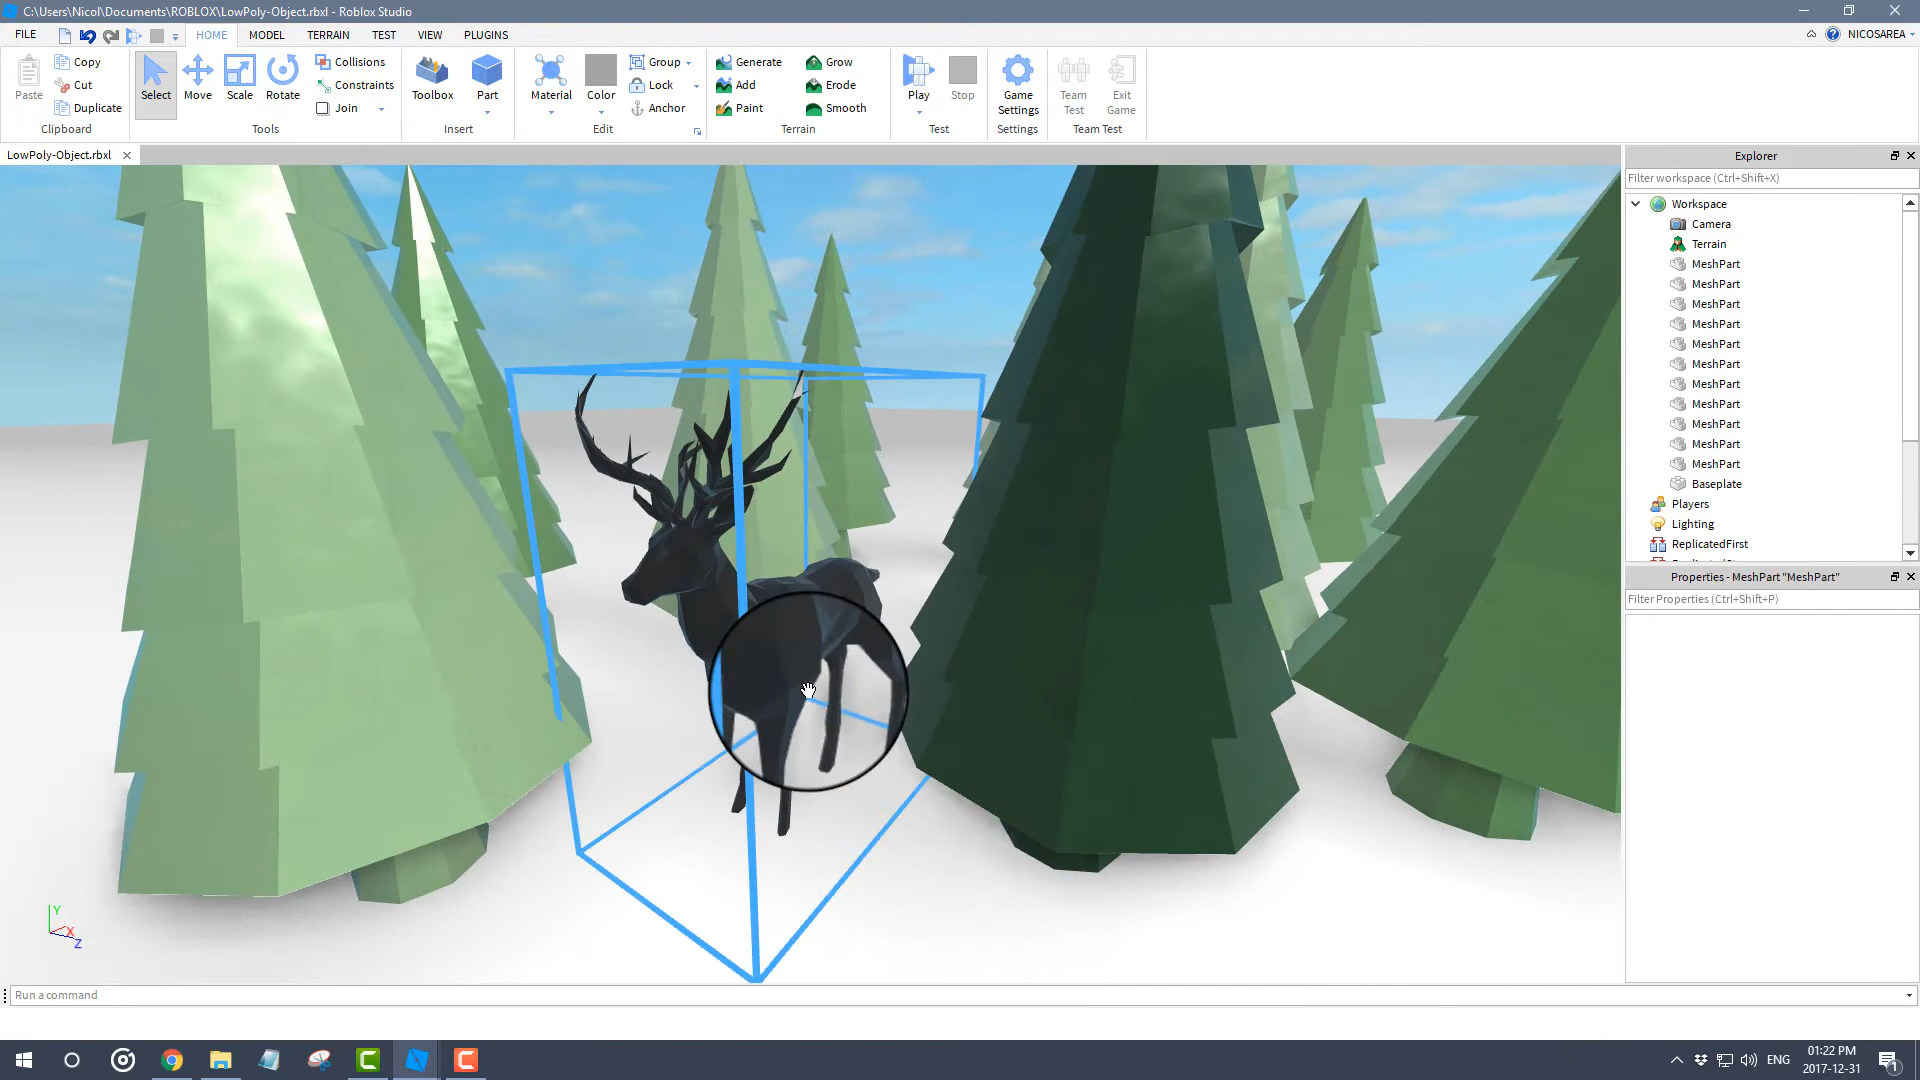 C:\Users\Nicol\Documents\ROBLOX\LowPoly-Object.rbxl - Roblox Studio
FILE HOME MODEL TERRAIN TEST VIEW PLUGINS NICOSAREA
Paste Copy Cut Duplicate
Clipboard
Select Move Scale Rotate Collisions Constraints Join
Tools
Toolbox Part
Insert
Material Color Group Lock Anchor
Edit
Generate Add Paint Grow Erode Smooth
Terrain
Play Stop
Test
Game Settings
Settings
Team Test Exit Game
Team Test
LowPoly-Object.rbxl
Explorer
Filter workspace (Ctrl+Shift+X)
Workspace
Camera
Terrain
MeshPart
MeshPart
MeshPart
MeshPart
MeshPart
MeshPart
MeshPart
MeshPart
MeshPart
MeshPart
MeshPart
Baseplate
Players
Lighting
ReplicatedFirst
Properties - MeshPart "MeshPart"
Filter Properties (Ctrl+Shift+P)
Y
X
Z
Run a command
ENG
01:22 PM
2017-12-31
1